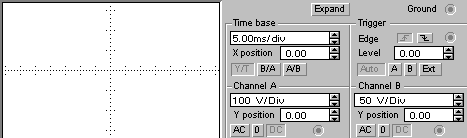 Expand Ground
Time base Trigger
5.00ms/div Edge
X position 0.00 Level 0.00
Y/T B/A A/B Auto A B Ext
Channel A Channel B
100 V/Div 50 V/Div
Y position 0.00 Y position 0.00
AC 0 DC AC 0 DC